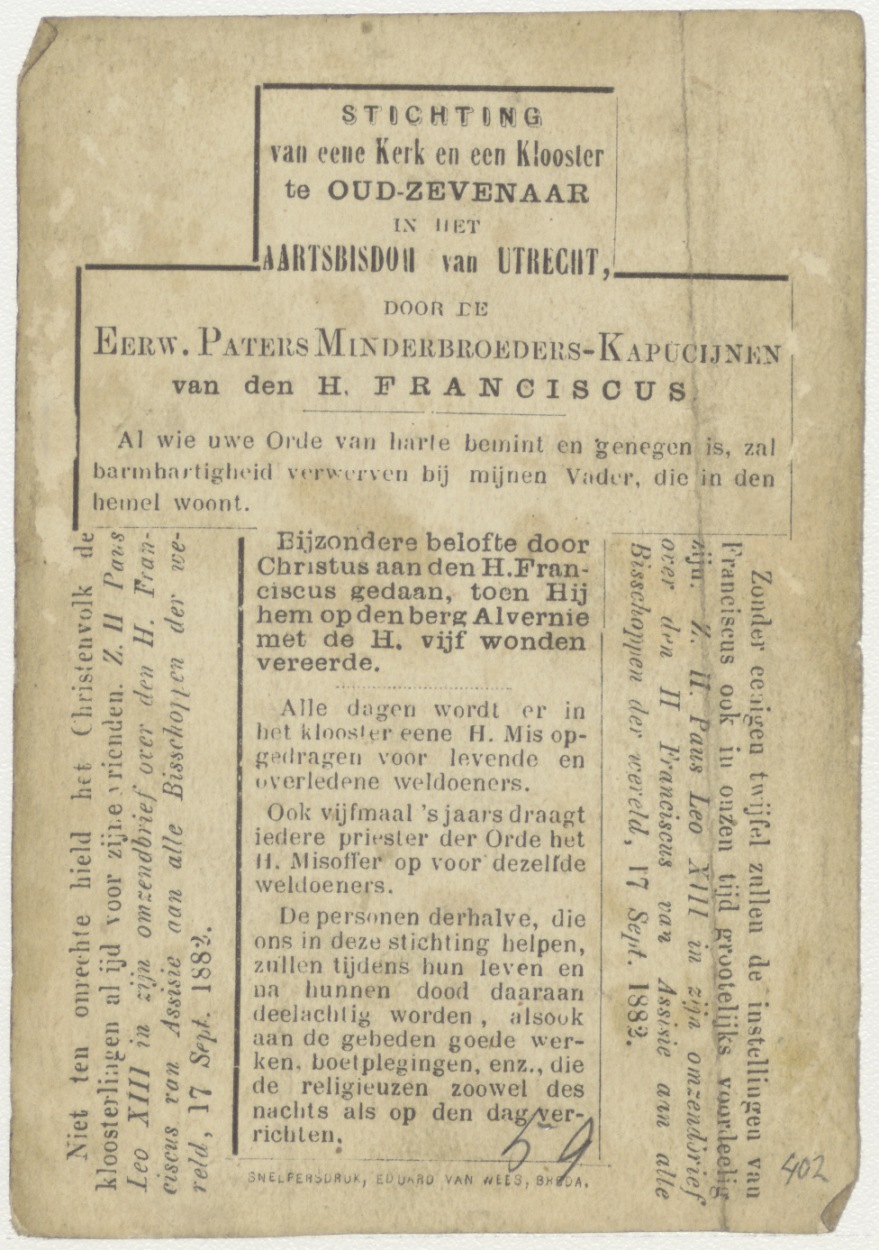 STICHTING
van eene Kerk en een Klooster
te OUD-ZEVENAAR
IN HET
AARTSBISDOM van UTRECHT,
DOOR DE
EERW. PATERS MINDERBROEDERS-KAPUCIJNEN
van den H. FRANCISCUS
Al wie uwe Orde van harte bemint en genegen is, zal
barmhartigheid verwerven bij mijnen Vader, die in den
hemel woont.
Niet ten onrechte hield het Christenvolk de
kloosterlingen altijd voor zijne vrienden. Z. H Paus
Leo XIII in zijn omzendbrief over den H. Fran-
ciscus van Assisie aan alle Bisschoppen der we-
reld, 17 Sept. 1882.
Bijzondere belofte door
Christus aan den H. Fran-
ciscus gedaan, toen Hij
hem op den berg Alvernie
met de H. vijf wonden
vereerde.
Alle dagen wordt er in
het klooster eene H. Mis op-
gedragen voor levende en
overledene weldoeners.
Ook vijfmaal 's jaars draagt
iedere priester der Orde het
H. Misoffer op voor dezelfde
weldoeners.
De personen derhalve, die
ons in deze stichting helpen,
zullen tijdens hun leven en
na hunnen dood daaraan
deelachtig worden, alsook
aan de gebeden goede wer-
ken, boetplegingen, enz., die
de religieuzen zoowel des
nachts als op den dag ver-
richten.
Zonder eenigen twijfel zullen de instellingen van
Franciscus ook in onzen tijd grootelijks voordeelig
zijn. Z. H. Paus Leo XIII in zijn omzendbrief
over den H Franciscus van Assisie aan alle
Bisschoppen der wereld, 17 Sept. 1882.
59
402
SNELPERSDRUK, EDUARD VAN WEES, BREDA.